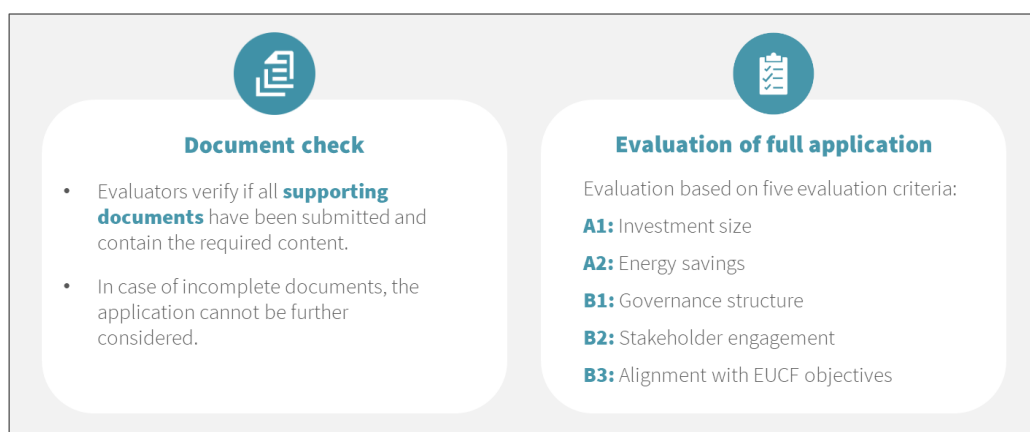 Document check
• Evaluators verify if all supporting
documents have been submitted and
contain the required content.
• In case of incomplete documents, the
application cannot be further
considered.
Evaluation of full application
Evaluation based on five evaluation criteria:
A1: Investment size
A2: Energy savings
B1: Governance structure
B2: Stakeholder engagement
B3: Alignment with EUCF objectives